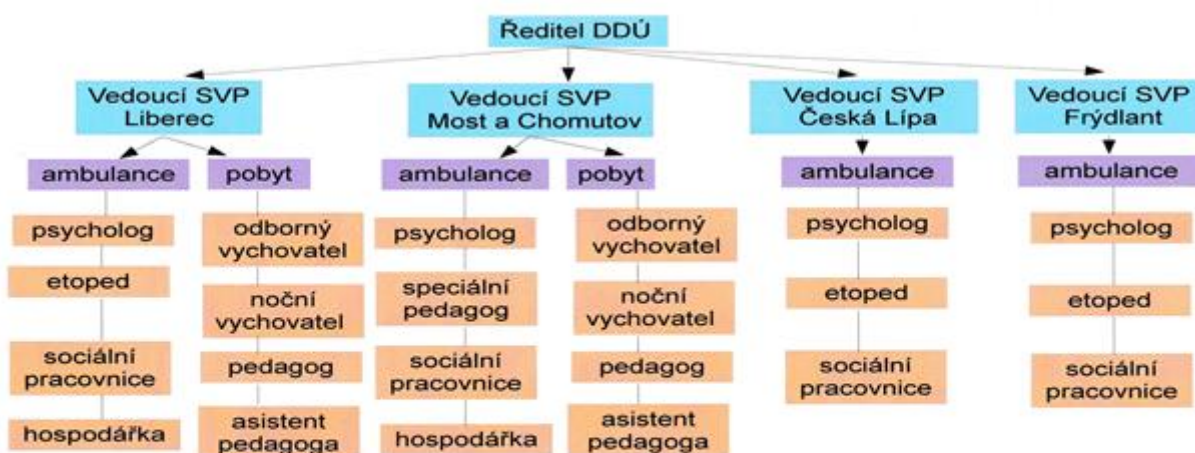 Ředitel DDÚ
Vedoucí SVP
Liberec
ambulance
psycholog
etoped
sociální
pracovnice
hospodářka
pobyt
odborný
vychovatel
noční
vychovatel
pedagog
asistent
pedagoga
Vedoucí SVP
Most a Chomutov
ambulance
psycholog
speciální
pedagog
sociální
pracovnice
hospodářka
pobyt
odborný
vychovatel
noční
vychovatel
pedagog
asistent
pedagoga
Vedoucí SVP
Česká Lípa
ambulance
psycholog
etoped
sociální
pracovnice
Vedoucí SVP
Frýdlant
ambulance
psycholog
etoped
sociální
pracovnice